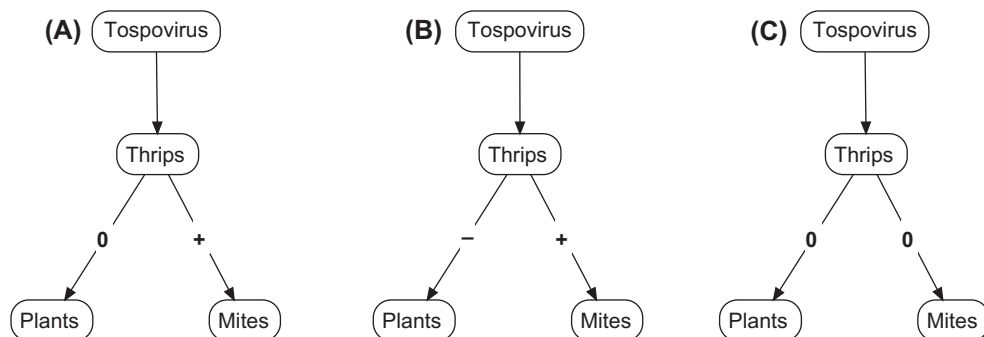 (A) Tospovirus (B) Tospovirus (C) Tospovirus
Thrips Thrips Thrips
0 + − + 0 0
Plants Mites Plants Mites Plants Mites